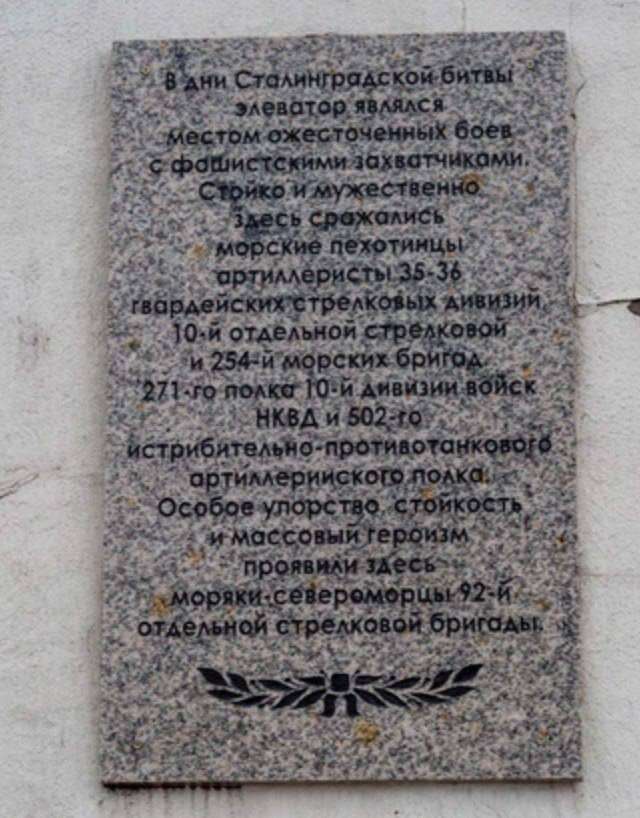 В дни Сталинградской битвы
элеватор являлся
местом ожесточенных боев
с фашистскими захватчиками.
Стойко и мужественно
здесь сражались
морские пехотинцы
артиллеристы 35-36
гвардейских стрелковых дивизий,
10-й отдельной стрелковой
и 254-й морских бригад,
271-го полка 10-й дивизии войск
НКВД и 502-го
истрибительно-противотанкового
артиллерииского полка.
Особое упорство, стойкость
и массовый героизм
проявили здесь
моряки-североморцы 92-й
отдельной стрелковой бригады.